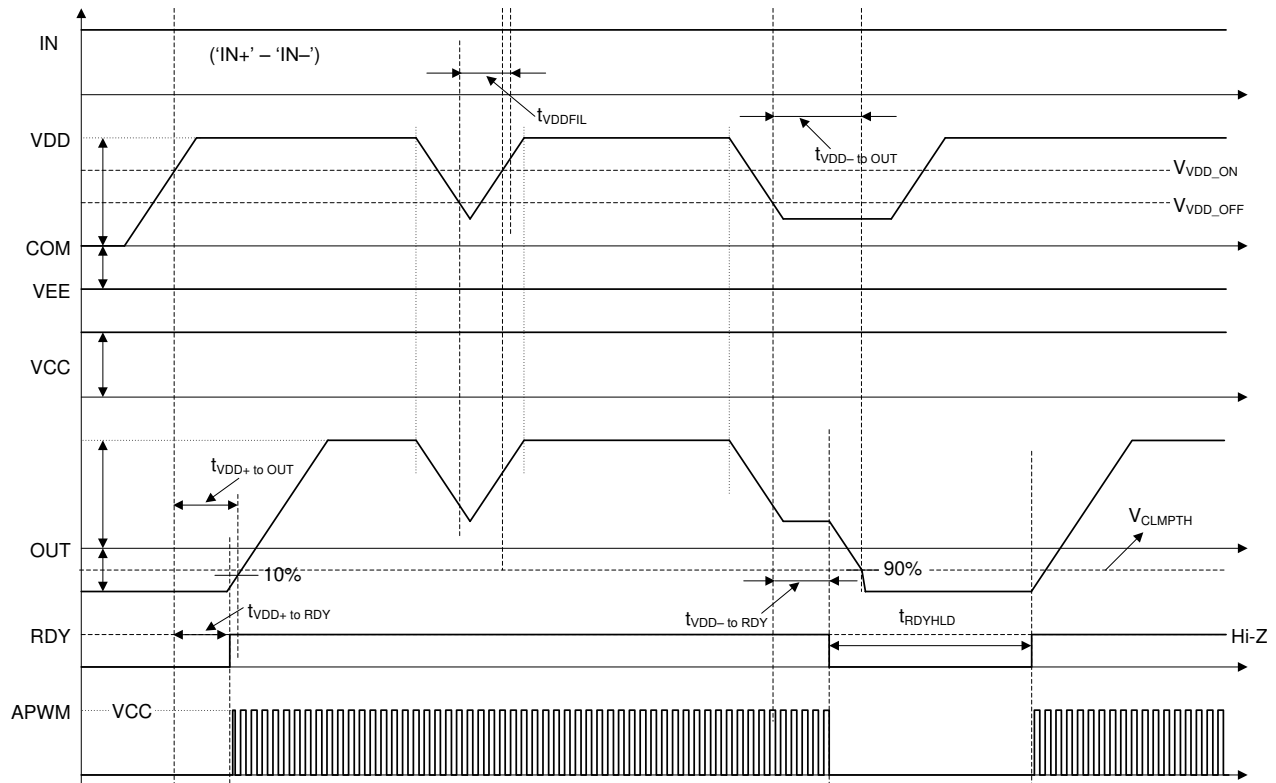 IN
('IN+' – 'IN–')
tVDDFIL
VDD
tVDD– to OUT
VVDD_ON
VVDD_OFF
COM
VEE
VCC
tVDD+ to OUT
VCLMPTH
OUT
10%
90%
tVDD+ to RDY
tVDD– to RDY
tRDYHLD
RDY
Hi-Z
APWM
VCC